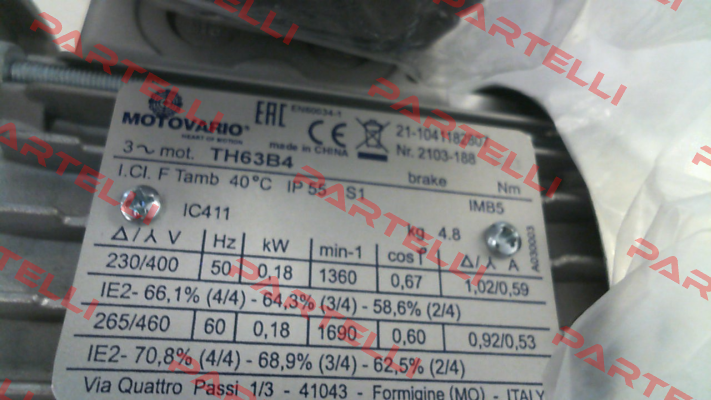 MOTOVARIO®
HEART OF MOTION
EAC EN60034-1
CE
made in CHINA
21-1041182807
Nr. 2103-188
3~ mot. TH63B4
brake Nm
I.Cl. F Tamb 40°C IP 55 S1
IMB5
IC411
kg. 4.8
A030003
Δ/⅄ V Hz kW min-1 cosφ Δ/⅄ A
230/400 50 0,18 1360 0,67 1,02/0,59
IE2- 66,1% (4/4) - 64,3% (3/4) - 58,6% (2/4)
265/460 60 0,18 1690 0,60 0,92/0,53
IE2- 70,8% (4/4) - 68,9% (3/4) - 62,5% (2/4)
Via Quattro Passi 1/3 - 41043 - Formigine (MO) - ITALY
PARTELLI
PARTELLI
PARTELLI
PARTELLI
PARTELLI
PARTELLI